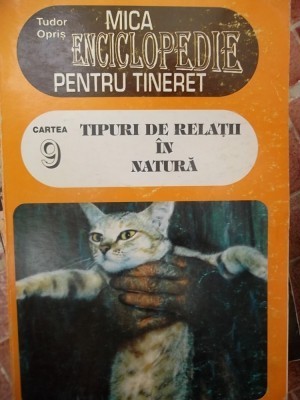 Tudor
Opriș
MICA
ENCICLOPEDIE
PENTRU TINERET
CARTEA
9
TIPURI DE RELAȚII
ÎN
NATURĂ